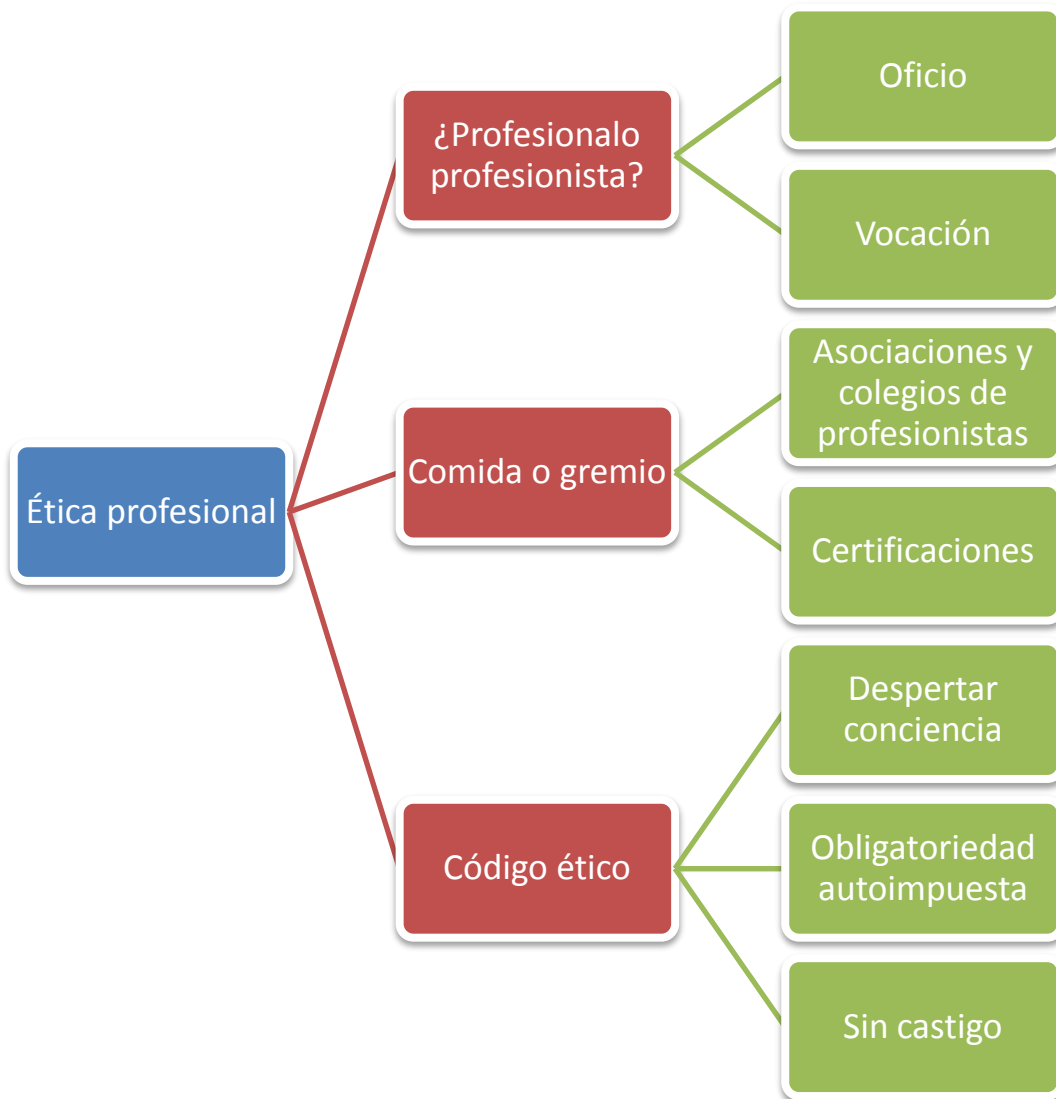 Ética profesional
¿Profesionalo
profesionista?
Oficio
Vocación
Comida o gremio
Asociaciones y
colegios de
profesionistas
Certificaciones
Código ético
Despertar
conciencia
Obligatoriedad
autoimpuesta
Sin castigo